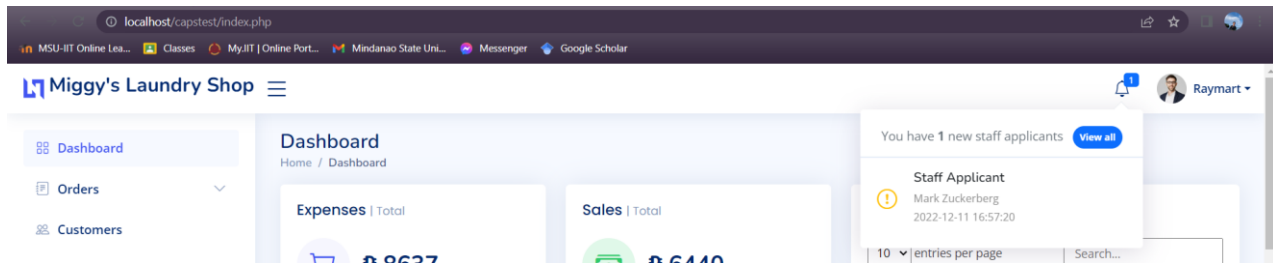 localhost/capstest/index.php
MSU-IIT Online Lea... Classes My.IIT | Online Port... Mindanao State Uni... Messenger Google Scholar
Miggy's Laundry Shop
1
Raymart
You have 1 new staff applicants View all
Staff Applicant
Mark Zuckerberg
2022-12-11 16:57:20
Dashboard
Orders
Customers
Dashboard
Home / Dashboard
Expenses | Total
₱ 8637
Sales | Total
₱ 6440
10 entries per page
Search...